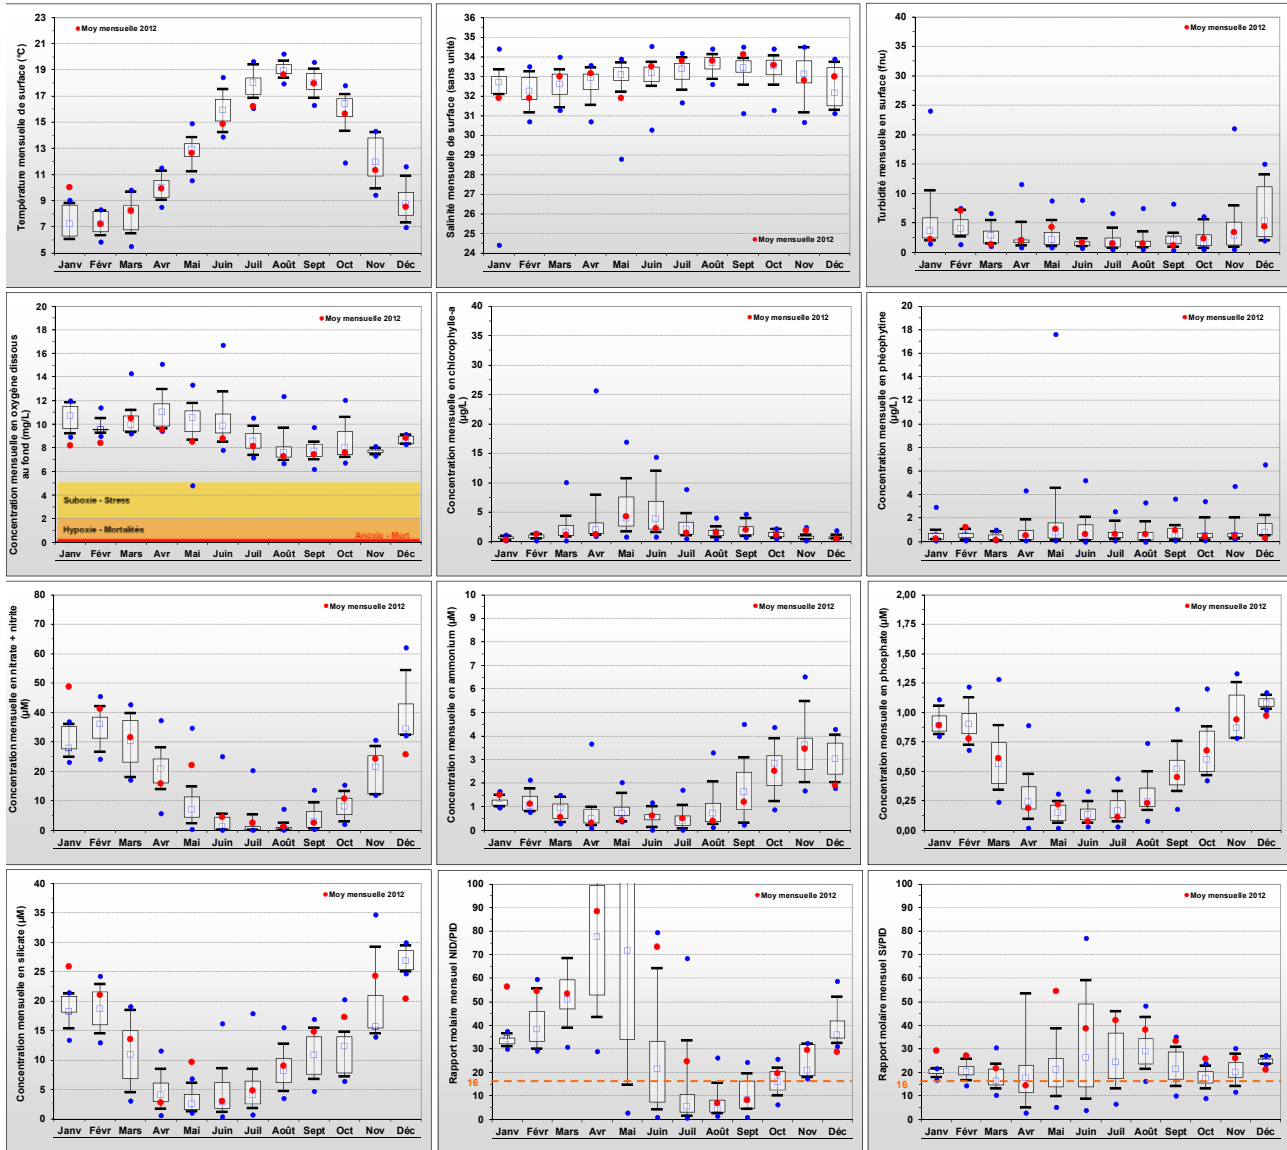 Température mensuelle de surface (°C)
23
21
19
17
15
13
11
9
7
5
Moy mensuelle 2012
Janv Févr Mars Avr Mai Juin Juil Août Sept Oct Nov Déc
Salinité mensuelle de surface (sans unité)
36
35
34
33
32
31
30
29
28
27
26
25
24
Moy mensuelle 2012
Janv Févr Mars Avr Mai Juin Juil Août Sept Oct Nov Déc
Turbidité mensuelle en surface (fnu)
40
35
30
25
20
15
10
5
0
Moy mensuelle 2012
Janv Févr Mars Avr Mai Juin Juil Août Sept Oct Nov Déc
Concentration mensuelle en oxygène dissous
au fond (mg/L)
20
18
16
14
12
10
8
6
4
2
0
Moy mensuelle 2012
Suboxie - Stress
Hypoxie - Mortalités
Anoxie - Mort
Janv Févr Mars Avr Mai Juin Juil Août Sept Oct Nov Déc
Concentration mensuelle en chlorophylle-a
(µg/L)
40
35
30
25
20
15
10
5
0
Moy mensuelle 2012
Janv Févr Mars Avr Mai Juin Juil Août Sept Oct Nov Déc
Concentration mensuelle en phéopytine
(µg/L)
20
18
16
14
12
10
8
6
4
2
0
Moy mensuelle 2012
Janv Févr Mars Avr Mai Juin Juil Août Sept Oct Nov Déc
Concentration mensuelle en nitrate + nitrite
(µM)
80
70
60
50
40
30
20
10
0
Moy mensuelle 2012
Janv Févr Mars Avr Mai Juin Juil Août Sept Oct Nov Déc
Concentration mensuelle en ammonium (µM)
10
9
8
7
6
5
4
3
2
1
0
Moy mensuelle 2012
Janv Févr Mars Avr Mai Juin Juil Août Sept Oct Nov Déc
Concentration mensuelle en phosphate (µM)
2,00
1,75
1,50
1,25
1,00
0,75
0,50
0,25
0,00
Moy mensuelle 2012
Janv Févr Mars Avr Mai Juin Juil Août Sept Oct Nov Déc
Concentration mensuelle en silicate (µM)
40
35
30
25
20
15
10
5
0
Moy mensuelle 2012
Janv Févr Mars Avr Mai Juin Juil Août Sept Oct Nov Déc
Rapport molaire mensuel NID/PID
100
90
80
70
60
50
40
30
20
16
10
0
Moy mensuelle 2012
Janv Févr Mars Avr Mai Juin Juil Août Sept Oct Nov Déc
Rapport molaire mensuel Si/PID
100
90
80
70
60
50
40
30
20
16
10
0
Moy mensuelle 2012
Janv Févr Mars Avr Mai Juin Juil Août Sept Oct Nov Déc